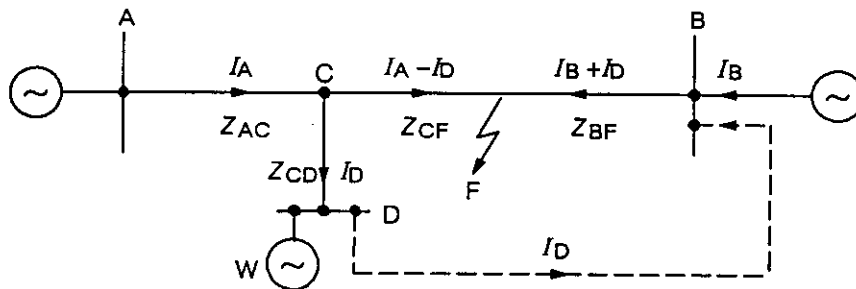 A
B
I_A
C
I_A – I_D
I_B + I_D
I_B
~
~
Z_AC
Z_CF
Z_BF
Z_CD
I_D
F
D
W
~
I_D